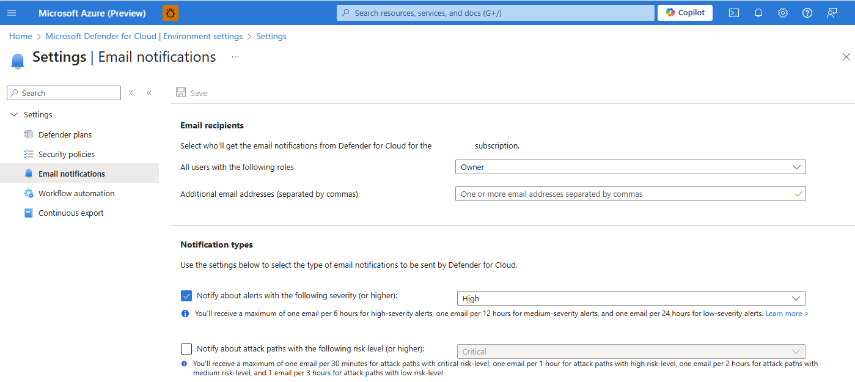 Microsoft Azure (Preview)
Search resources, services, and docs (G+/)
Copilot
Home > Microsoft Defender for Cloud | Environment settings > Settings
Settings | Email notifications ...
Search
Save
Settings
Defender plans
Security policies
Email notifications
Workflow automation
Continuous export
Email recipients
Select who'll get the email notifications from Defender for Cloud for the subscription.
All users with the following roles
Owner
Additional email addresses (separated by commas)
One or more email addresses separated by commas
Notification types
Use the settings below to select the type of email notifications to be sent by Defender for Cloud.
Notify about alerts with the following severity (or higher):
High
You'll receive a maximum of one email per 6 hours for high-severity alerts, one email per 12 hours for medium-severity alerts, and one email per 24 hours for low-severity alerts. Learn more >
Notify about attack paths with the following risk level (or higher):
Critical
You'll receive a maximum of one email per 30 minutes for attack paths with critical risk-level, one email per 1 hour for attack paths with high risk-level, one email per 2 hours for attack paths with
medium risk-level, and 1 email per 3 hours for attack paths with low risk-level